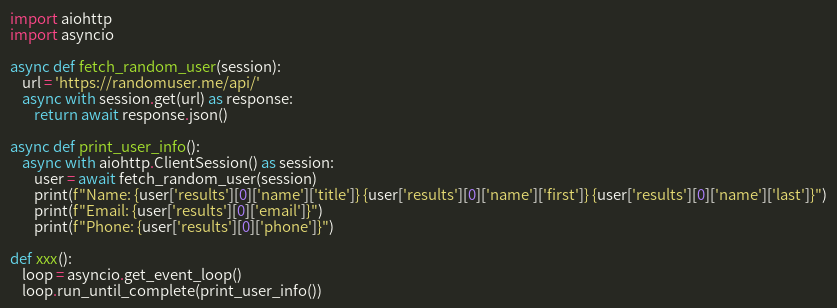 import aiohttp
import asyncio

async def fetch_random_user(session):
    url = 'https://randomuser.me/api/'
    async with session.get(url) as response:
        return await response.json()

async def print_user_info():
    async with aiohttp.ClientSession() as session:
        user = await fetch_random_user(session)
        print(f"Name: {user['results'][0]['name']['title']} {user['results'][0]['name']['first']} {user['results'][0]['name']['last']}")
        print(f"Email: {user['results'][0]['email']}")
        print(f"Phone: {user['results'][0]['phone']}")

def xxx():
    loop = asyncio.get_event_loop()
    loop.run_until_complete(print_user_info())